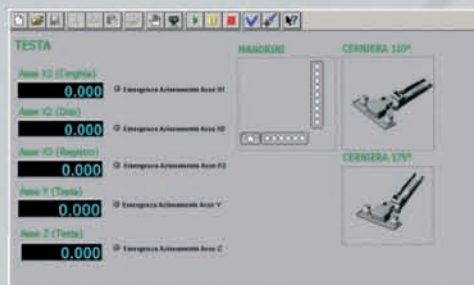 TESTA
MANDRINI
CERNIERA 110°
Asse X1 (Cinghia)
0.000
Emergenza Azionamento Asse X1
Asse X2 (Disp)
0.000
Emergenza Azionamento Asse X2
Asse X3 (Registro)
0.000
Emergenza Azionamento Asse X3
CERNIERA 175°
Asse Y (Testa)
0.000
Emergenza Azionamento Asse Y
Asse Z (Testa)
0.000
Emergenza Azionamento Asse Z